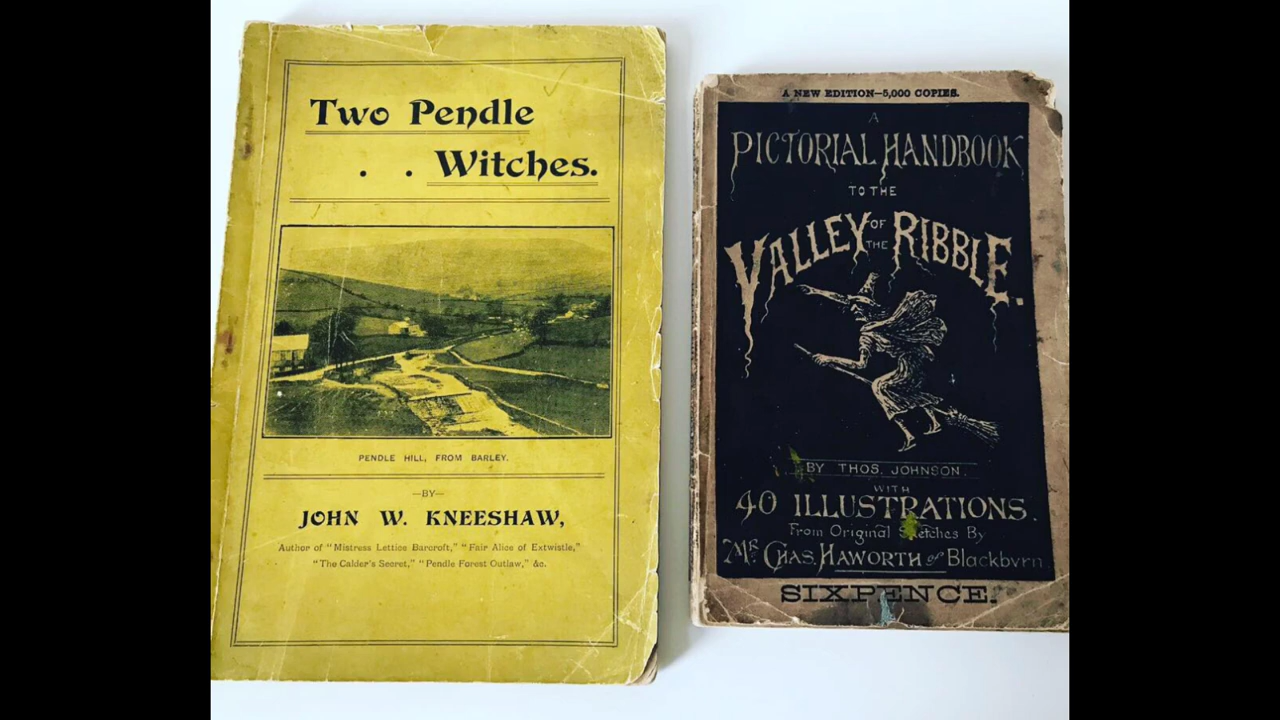 Two Pendle
. . Witches.
PENDLE HILL, FROM BARLEY.
—BY—
JOHN W. KNEESHAW,
Author of "Mistress Lettice Barcroft," "Fair Alice of Extwistle,"
"The Calder's Secret," "Pendle Forest Outlaw," &c.
A NEW EDITION—5,000 COPIES.
A
PICTORIAL HANDBOOK
TO THE
VALLEY OF THE RIBBLE.
BY THOS. JOHNSON.
WITH
40 ILLUSTRATIONS.
From Original Sketches By
MR. CHAS. HAWORTH of Blackburn
SIXPENCE.